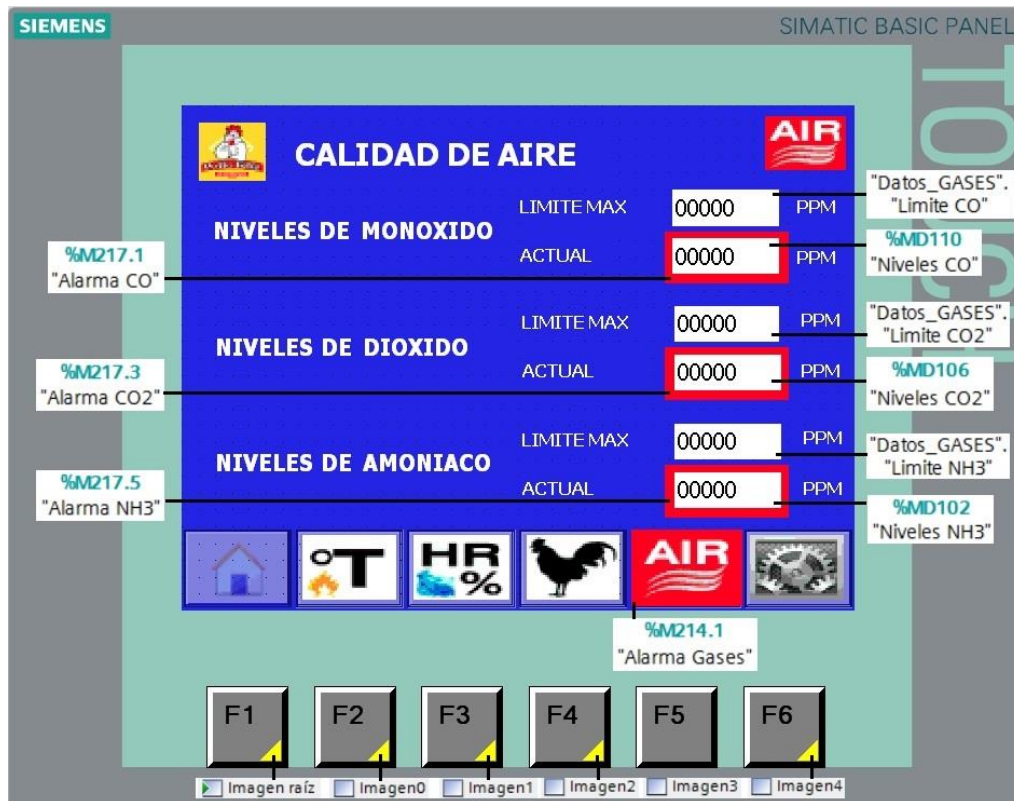 SIEMENS
SIMATIC BASIC PANEL
TOUCH
CALIDAD DE AIRE
AIR
NIVELES DE MONOXIDO
LIMITE MAX 00000 PPM
ACTUAL 00000 PPM
"Datos_GASES".
"Limite CO"
%M217.1
"Alarma CO"
%MD110
"Niveles CO"
NIVELES DE DIOXIDO
LIMITE MAX 00000 PPM
ACTUAL 00000 PPM
"Datos_GASES".
"Limite CO2"
%M217.3
"Alarma CO2"
%MD106
"Niveles CO2"
NIVELES DE AMONIACO
LIMITE MAX 00000 PPM
ACTUAL 00000 PPM
"Datos_GASES".
"Limite NH3"
%M217.5
"Alarma NH3"
%MD102
"Niveles NH3"
°T
HR
%
AIR
%M214.1
"Alarma Gases"
F1 F2 F3 F4 F5 F6
Imagen raíz Imagen0 Imagen1 Imagen2 Imagen3 Imagen4